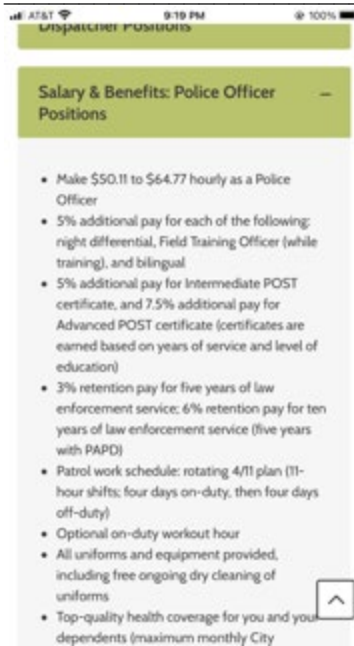 AT&T 9:19 PM 100%
Dispatcher Positions
Salary & Benefits: Police Officer –
Positions
• Make $50.11 to $64.77 hourly as a Police
Officer
• 5% additional pay for each of the following:
night differential, Field Training Officer (while
training), and bilingual
• 5% additional pay for Intermediate POST
certificate, and 7.5% additional pay for
Advanced POST certificate (certificates are
earned based on years of service and level of
education)
• 3% retention pay for five years of law
enforcement service; 6% retention pay for ten
years of law enforcement service (five years
with PAPD)
• Patrol work schedule: rotating 4/11 plan (11-
hour shifts; four days on-duty, then four days
off-duty)
• Optional on-duty workout hour
• All uniforms and equipment provided,
including free ongoing dry cleaning of
uniforms
• Top-quality health coverage for you and your
dependents (maximum monthly City